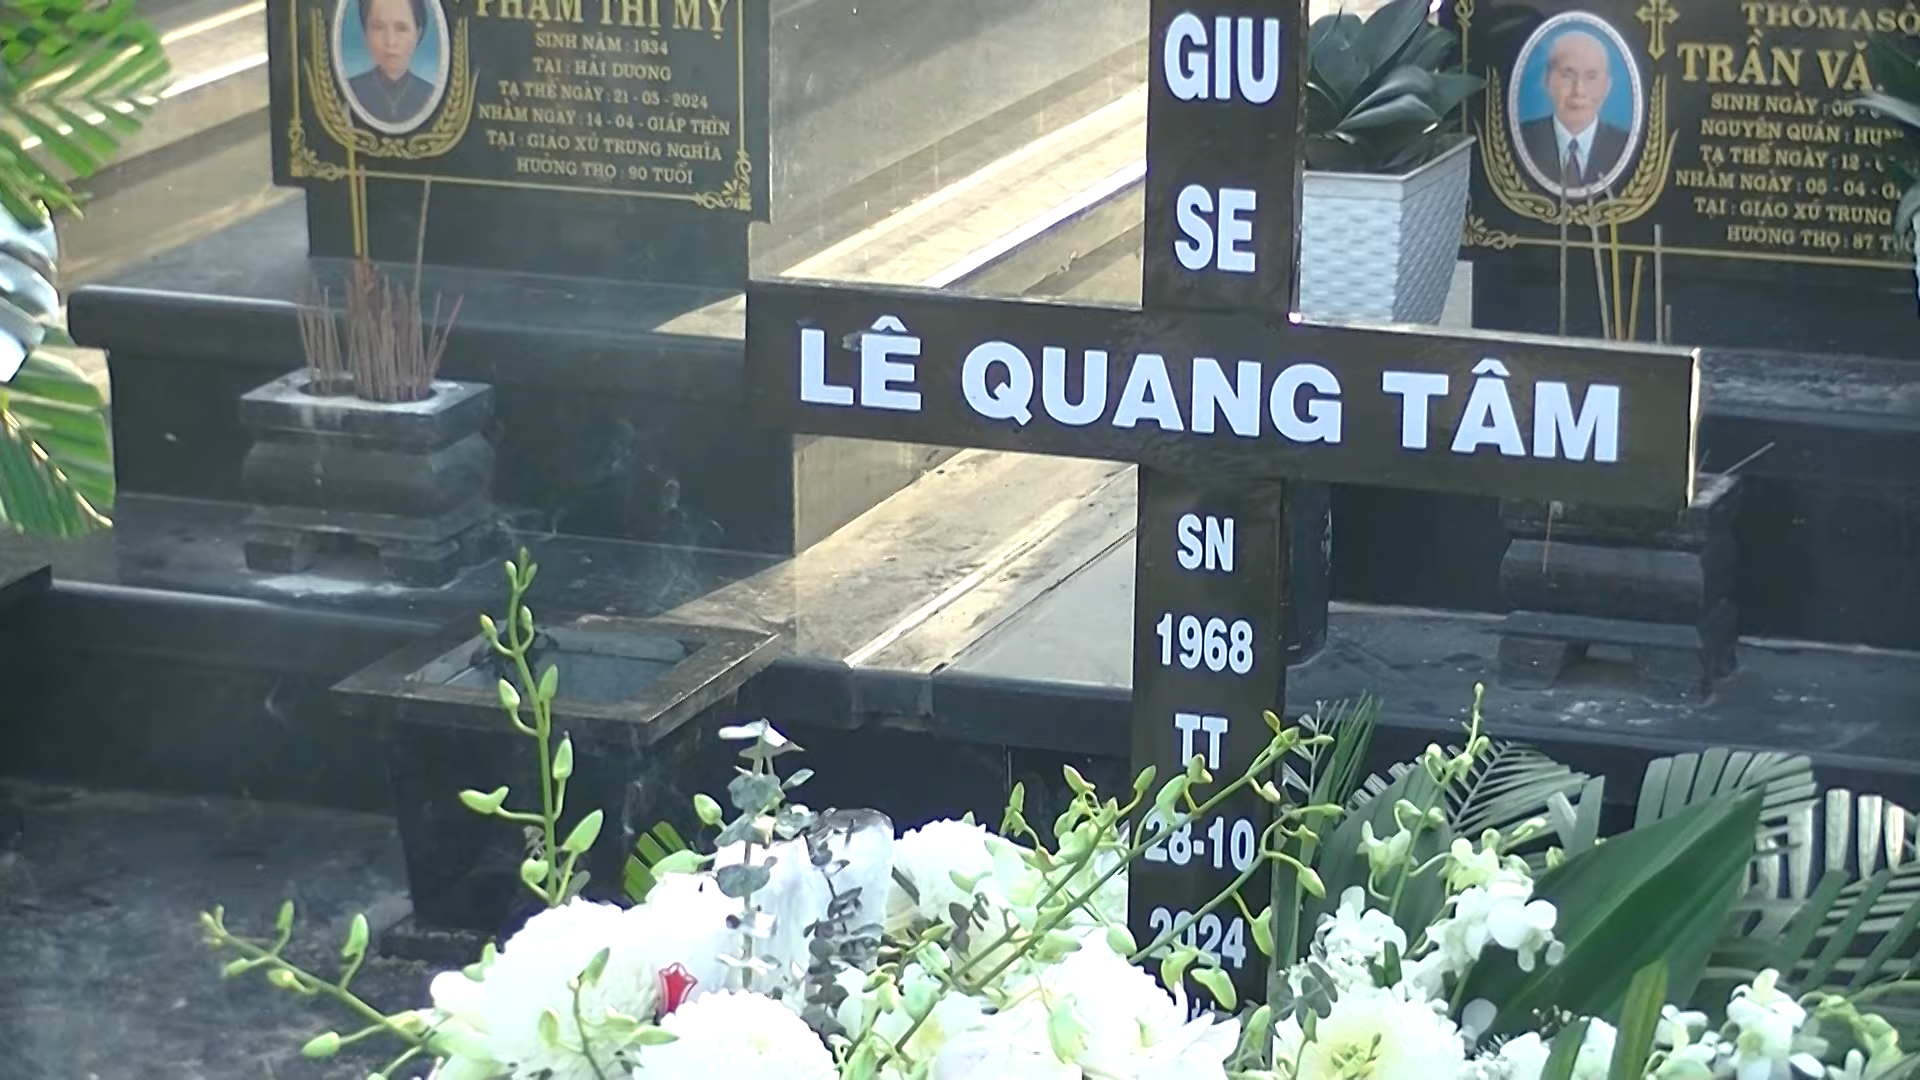 PHẠM THỊ MỴ
SINH NĂM : 1934
TẠI : HẢI DƯƠNG
TẠ THẾ NGÀY : 21 - 05 - 2024
NHẰM NGÀY : 14 - 04 - GIÁP THÌN
TẠI : GIÁO XỨ TRUNG NGHĨA
HƯỞNG THỌ : 90 TUỔI
GIU
SE
LÊ QUANG TÂM
SN
1968
TT
28-10
2024
THÔMASÔ
TRẦN VĂ
SINH NGÀY : 06 -
NGUYÊN QUÁN :
TẠ THẾ NGÀY : 12 -
NHẰM NGÀY : 05 - 04 -
TẠI : GIÁO XỨ TRUNG
HƯỞNG THỌ : 87